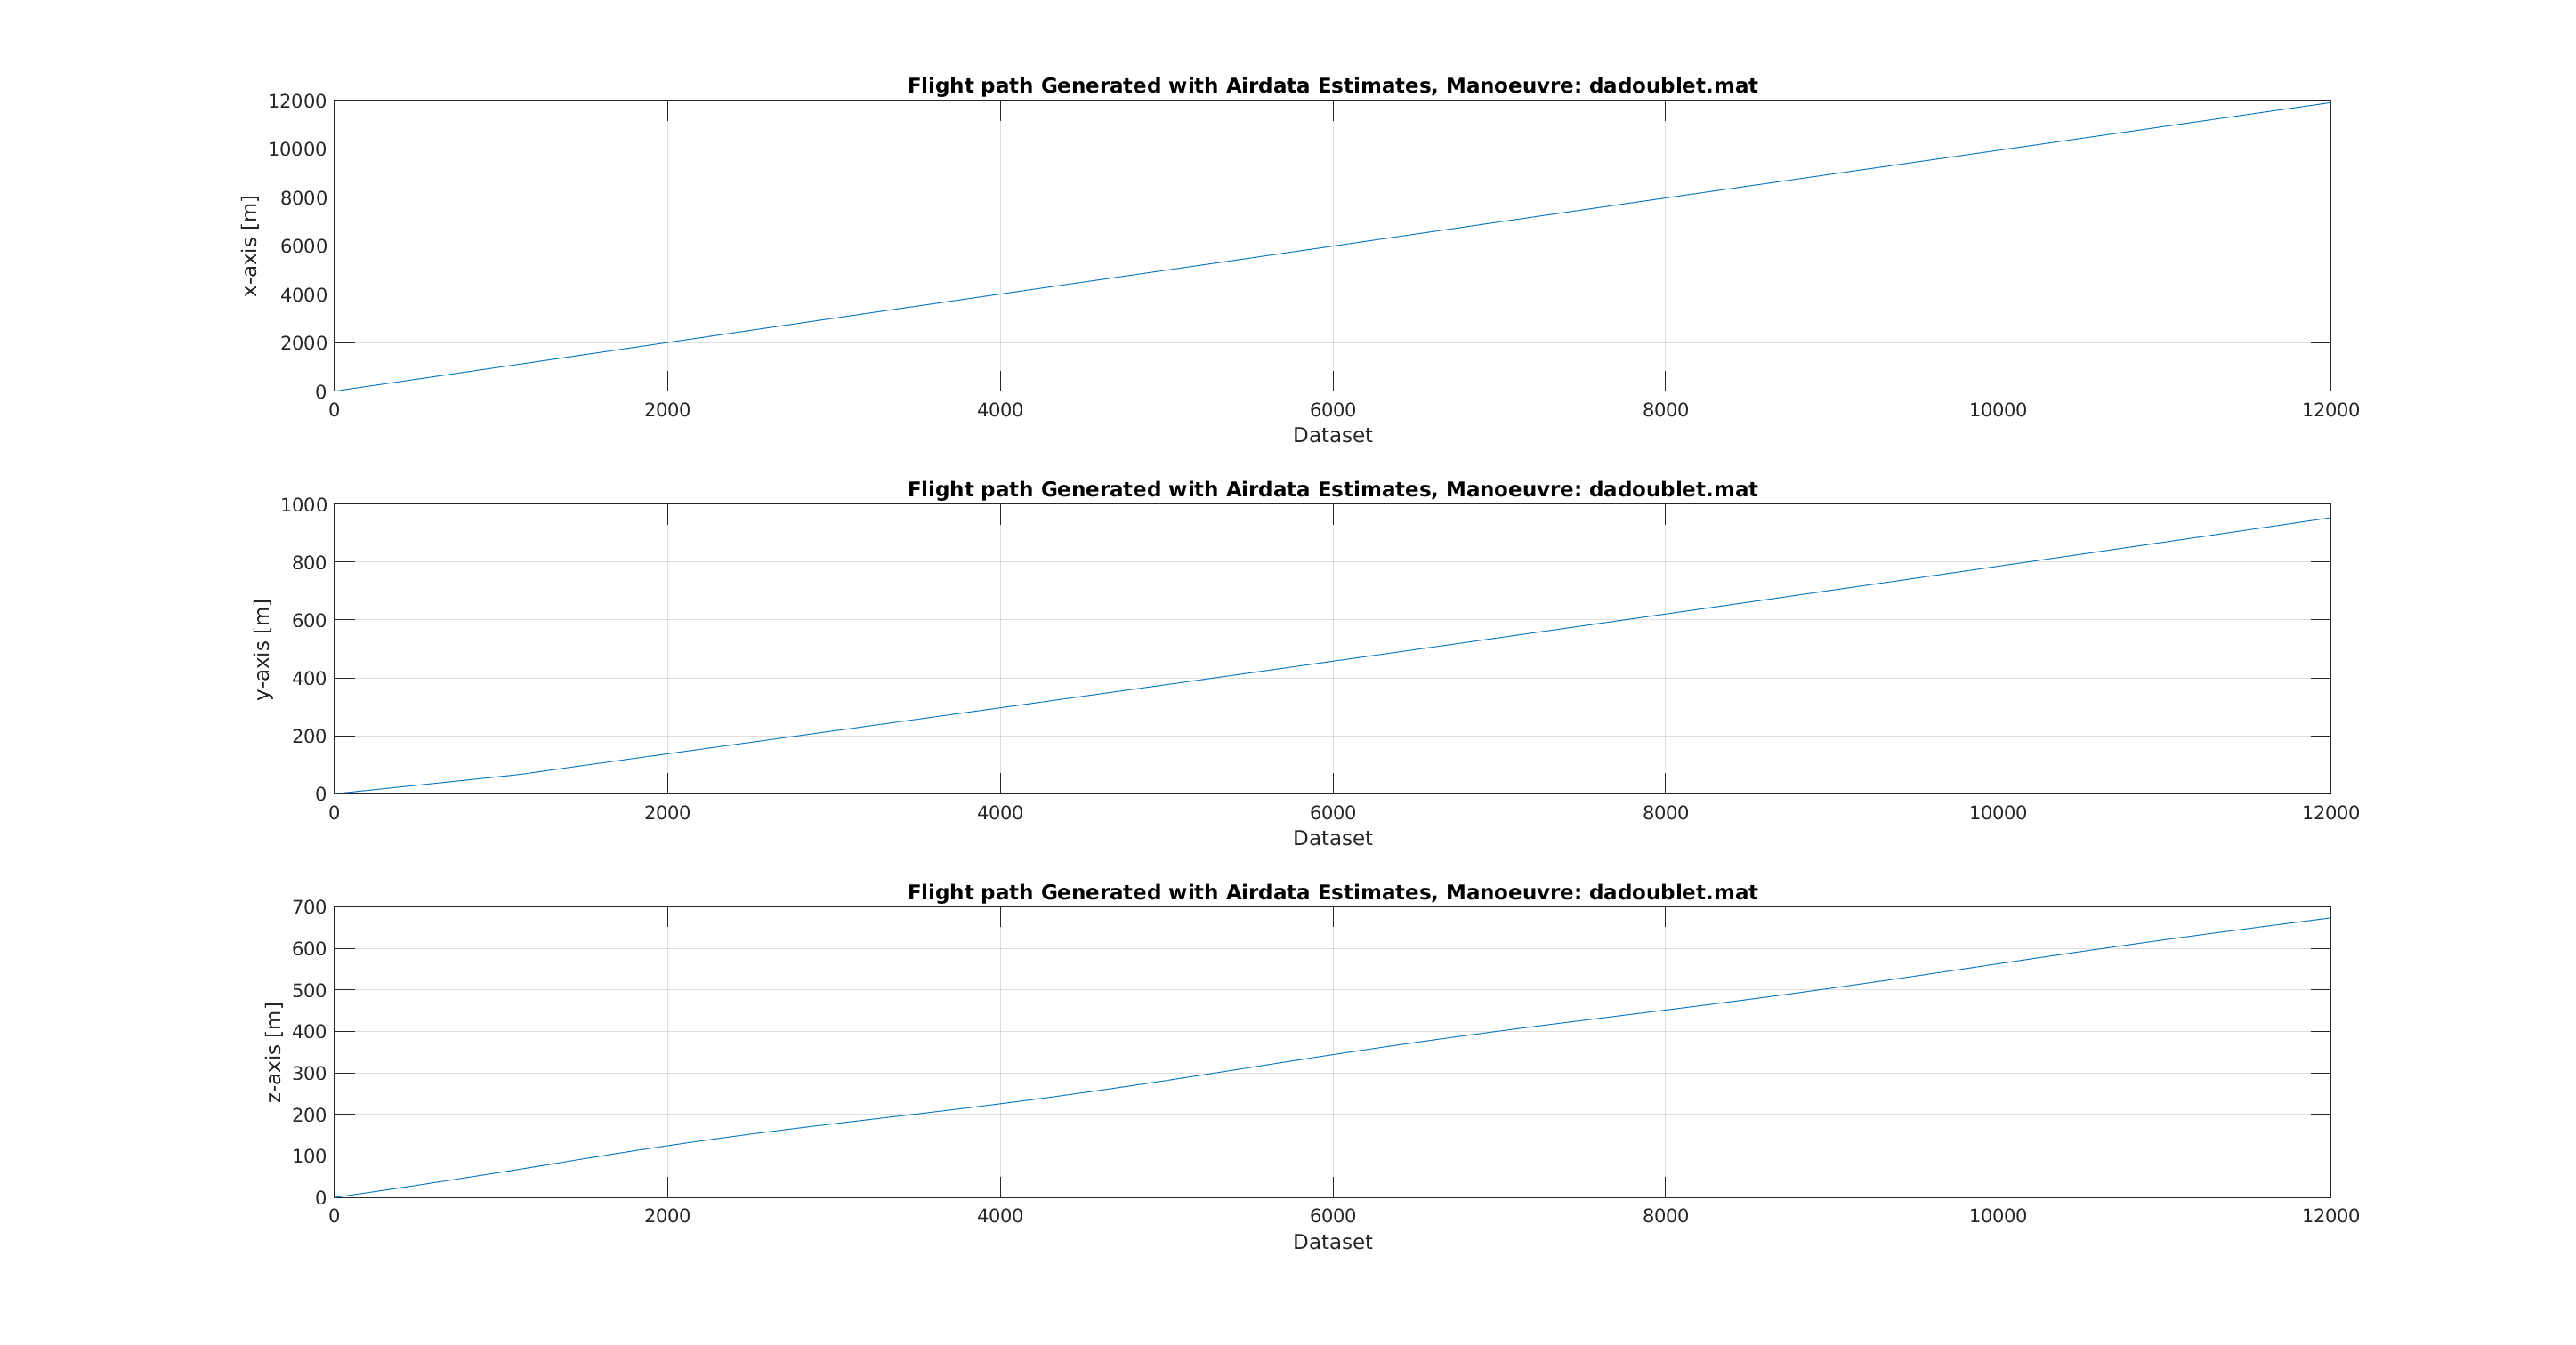 Flight path Generated with Airdata Estimates, Manoeuvre: dadoublet.mat
12000
10000
8000
6000
4000
2000
0
x-axis [m]
0 2000 4000 6000 8000 10000 12000
Dataset
Flight path Generated with Airdata Estimates, Manoeuvre: dadoublet.mat
1000
800
600
400
200
0
y-axis [m]
0 2000 4000 6000 8000 10000 12000
Dataset
Flight path Generated with Airdata Estimates, Manoeuvre: dadoublet.mat
700
600
500
400
300
200
100
0
z-axis [m]
0 2000 4000 6000 8000 10000 12000
Dataset